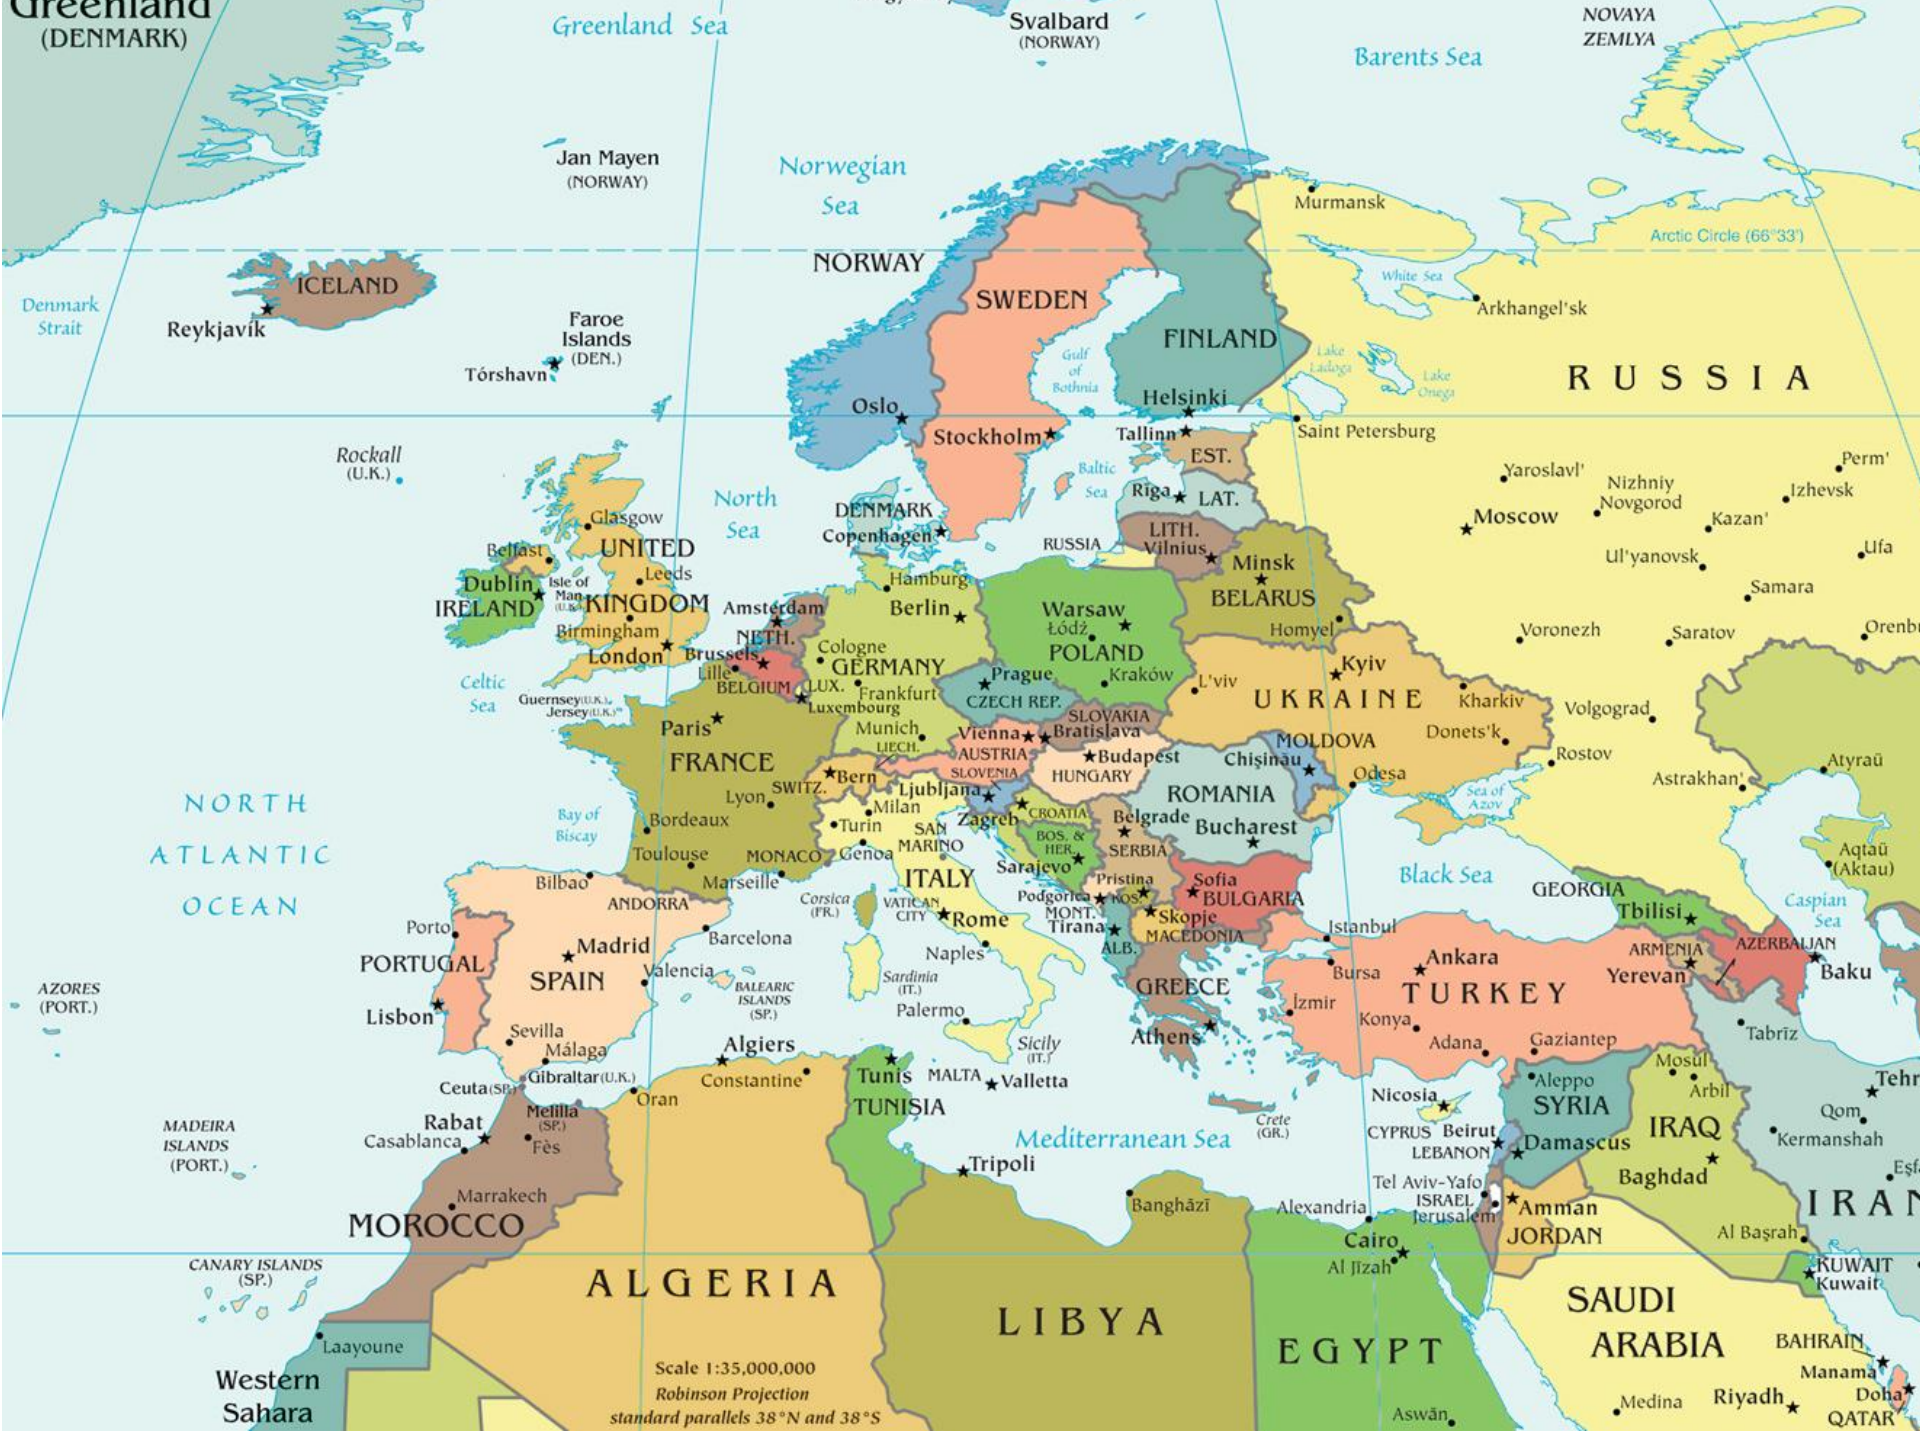 Greenland
(DENMARK)
Greenland Sea
Svalbard
(NORWAY)
Barents Sea
NOVAYA
ZEMLYA
Jan Mayen
(NORWAY)
Norwegian
Sea
Murmansk
Arctic Circle (66°33')
White Sea
Arkhangel'sk
Denmark
Strait
ICELAND
Reykjavík
Faroe
Islands
(DEN.)
Tórshavn
NORWAY
SWEDEN
FINLAND
Gulf
of
Bothnia
Lake
Ladoga
Lake
Onega
RUSSIA
Oslo
Stockholm
Helsinki
Tallinn
EST.
Saint Petersburg
Rockall
(U.K.)
North
Sea
Baltic
Sea
Rīga
LAT.
Yaroslavl'
Nizhniy
Novgorod
Perm'
Izhevsk
Moscow
Kazan'
Ul'yanovsk
Ufa
Samara
Glasgow
DENMARK
Copenhagen
RUSSIA
LITH.
Vilnius
Minsk
BELARUS
Homyel
Belfast
UNITED
KINGDOM
Dublin
IRELAND
Isle of
Man
(U.K.)
Leeds
Birmingham
London
Amsterdam
NETH.
Hamburg
Berlin
Warsaw
Łódź
POLAND
Kraków
Voronezh
Saratov
Orenbu
Celtic
Sea
Guernsey(U.K.)
Jersey(U.K.)
Brussels
Lille
BELGIUM
LUX.
Luxembourg
Cologne
GERMANY
Frankfurt
Munich
LIECH.
Prague
CZECH REP.
L'viv
Kyiv
UKRAINE
Kharkiv
Donets'k
Volgograd
Rostov
Astrakhan'
Atyraū
Paris
FRANCE
SLOVAKIA
Vienna
Bratislava
AUSTRIA
SLOVENIA
Budapest
HUNGARY
MOLDOVA
Chişinău
Odesa
Sea of
Azov
NORTH
ATLANTIC
OCEAN
Bay of
Biscay
Lyon
SWITZ.
Bern
Bordeaux
Toulouse
MONACO
Marseille
Milan
Turin
Genoa
SAN
MARINO
Ljubljana
Zagreb
CROATIA
BOS. &
HER.
Sarajevo
Belgrade
SERBIA
ROMANIA
Bucharest
Black Sea
Aqtaū
(Aktau)
Caspian
Sea
Bilbao
ANDORRA
Corsica
(FR.)
ITALY
VATICAN
CITY
Rome
Naples
Podgorica
MONT.
Pristina
KOS.
Skopje
MACEDONIA
Tirana
ALB.
Sofia
BULGARIA
Istanbul
GEORGIA
Tbilisi
ARMENIA
Yerevan
AZERBAIJAN
Baku
Porto
PORTUGAL
Lisbon
Madrid
SPAIN
Barcelona
Valencia
BALEARIC
ISLANDS
(SP.)
Sardinia
(IT.)
Palermo
Sicily
(IT.)
GREECE
Athens
Bursa
İzmir
Ankara
TURKEY
Konya
Adana
Gaziantep
Tabrīz
AZORES
(PORT.)
Sevilla
Málaga
Gibraltar(U.K.)
Ceuta(SP.)
Melilla
(SP.)
Algiers
Constantine
Oran
Tunis
TUNISIA
MALTA
Valletta
Crete
(GR.)
Mediterranean Sea
Nicosia
CYPRUS
Beirut
LEBANON
Aleppo
SYRIA
Damascus
Mosul
Arbil
IRAQ
Baghdad
Tehr
Qom
Kermanshah
Eşfa
IRAN
MADEIRA
ISLANDS
(PORT.)
Rabat
Casablanca
Fès
Marrakech
MOROCCO
Tripoli
Banghāzī
Alexandria
Tel Aviv-Yafo
ISRAEL
Jerusalem
Amman
JORDAN
Al Başrah
KUWAIT
Kuwait
CANARY ISLANDS
(SP.)
Laayoune
Western
Sahara
ALGERIA
LIBYA
Cairo
Al Jīzah
EGYPT
Aswān
SAUDI
ARABIA
Medina
Riyadh
BAHRAIN
Manama
Doha
QATAR
Scale 1:35,000,000
Robinson Projection
standard parallels 38°N and 38°S